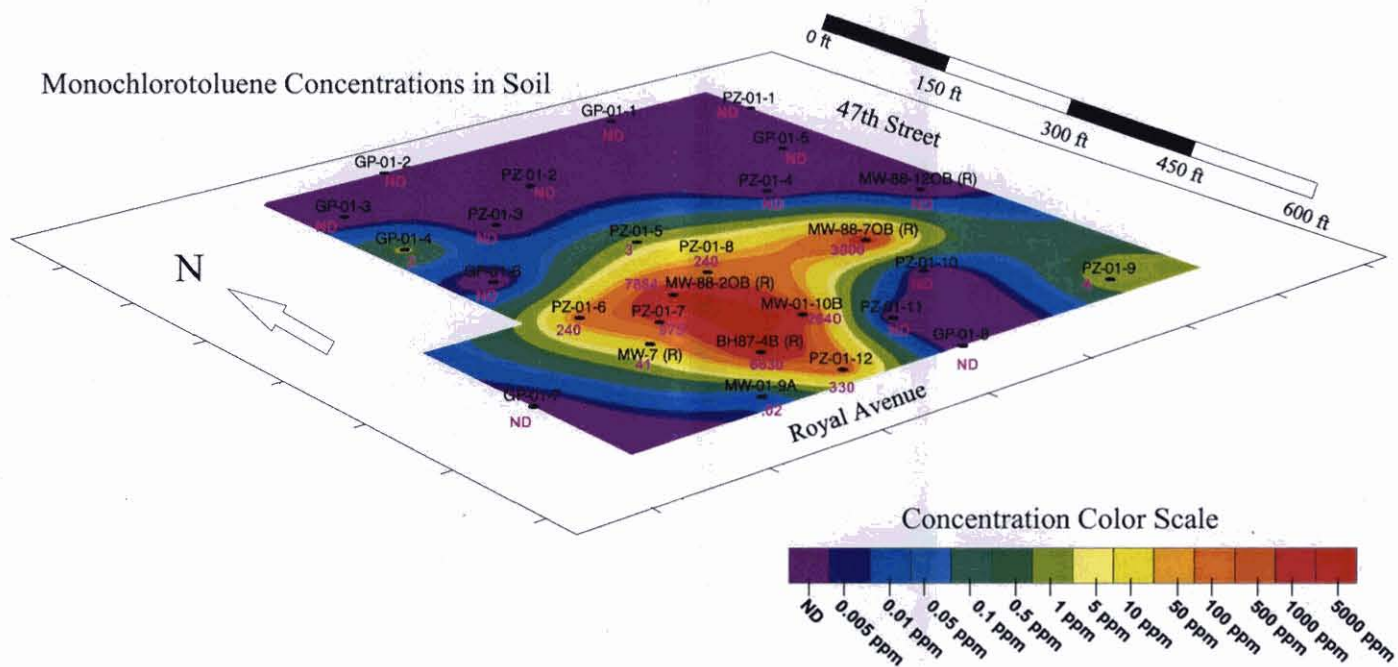 Monochlorotoluene Concentrations in Soil
0 ft
150 ft
300 ft
450 ft
600 ft
47th Street
PZ-01-1
ND
GP-01-1
ND
GP-01-5
ND
GP-01-2
ND
PZ-01-2
ND
PZ-01-4
ND
MW-88-12OB (R)
ND
GP-01-3
ND
PZ-01-3
ND
GP-01-4
PZ-01-5
3
PZ-01-8
240
MW-88-7OB (R)
3800
N
GP-01-6
ND
MW-88-2OB (R)
PZ-01-10
ND
PZ-01-9
PZ-01-6
240
PZ-01-7
975
MW-01-10B
PZ-01-11
ND
MW-7 (R)
41
BH87-4B (R)
PZ-01-12
330
GP-01-8
ND
GP-01-7
ND
MW-01-9A
.02
Royal Avenue
Concentration Color Scale
ND
0.005 ppm
0.01 ppm
0.05 ppm
0.1 ppm
0.5 ppm
1 ppm
5 ppm
10 ppm
50 ppm
100 ppm
500 ppm
1000 ppm
5000 ppm